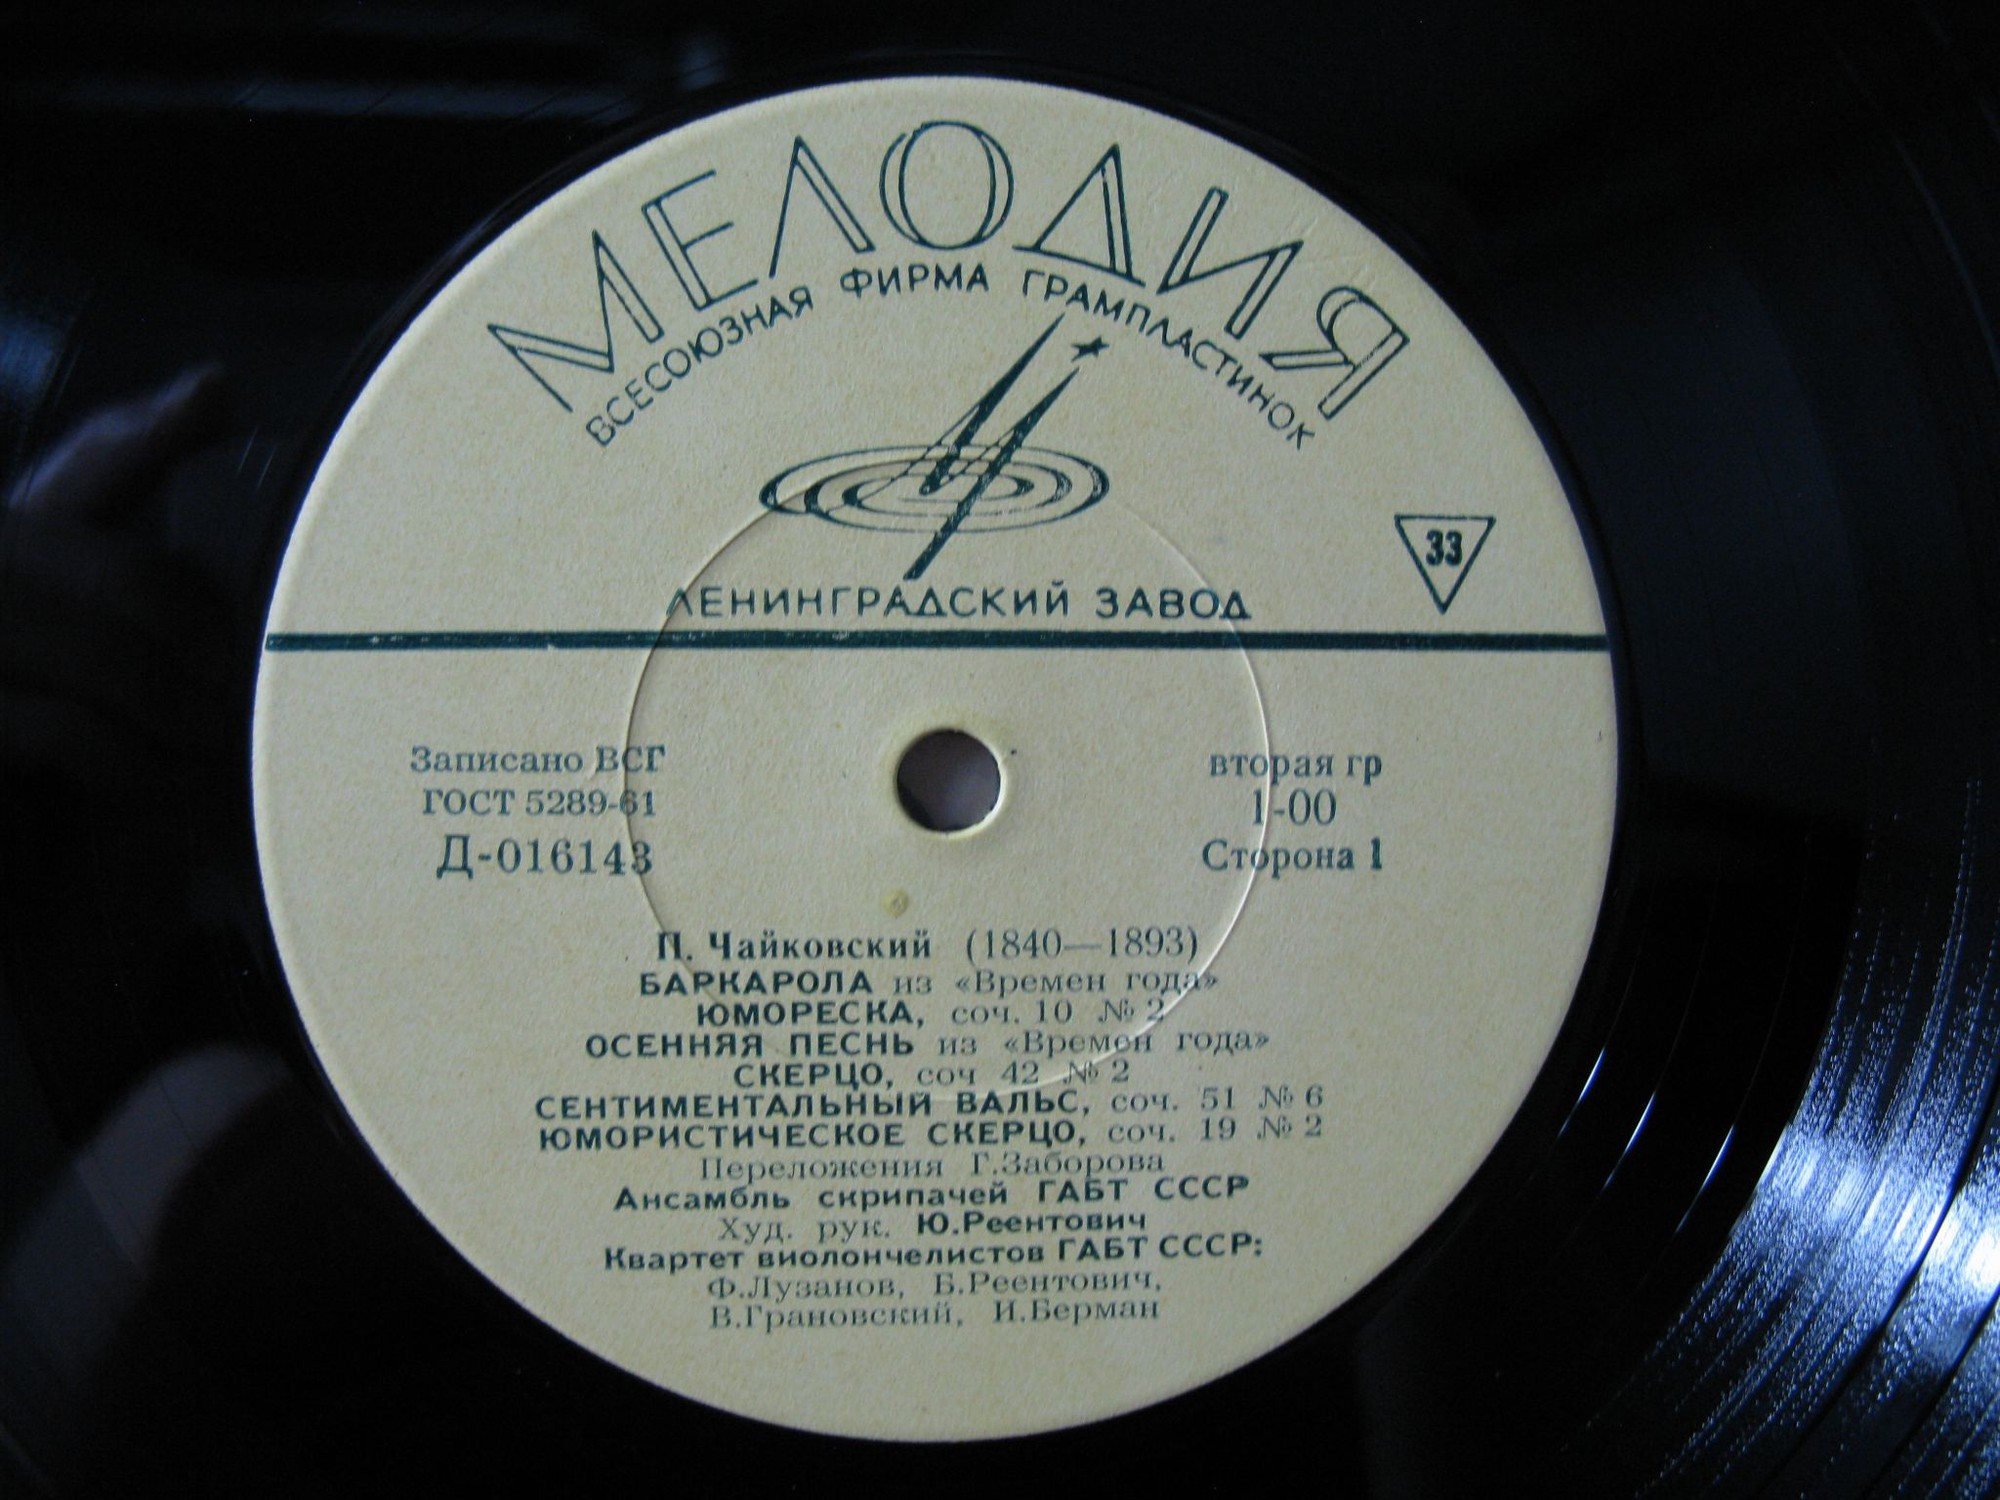 МЕЛОДИЯ
ВСЕСОЮЗНАЯ ФИРМА ГРАМПЛАСТИНОК
33
ЛЕНИНГРАДСКИЙ ЗАВОД
Записано ВСГ
ГОСТ 5289-61
Д-016143
вторая гр
1-00
Сторона 1
П. Чайковский (1840—1893)
БАРКАРОЛА из «Времен года»
ЮМОРЕСКА, соч. 10 № 2
ОСЕННЯЯ ПЕСНЬ из «Времен года»
СКЕРЦО, соч 42 № 2
СЕНТИМЕНТАЛЬНЫЙ ВАЛЬС, соч. 51 № 6
ЮМОРИСТИЧЕСКОЕ СКЕРЦО, соч. 19 № 2
Переложения Г.Заборова
Ансамбль скрипачей ГАБТ СССР
Худ. рук. Ю.Реентович
Квартет виолончелистов ГАБТ СССР:
Ф.Лузанов, Б.Реентович,
В.Грановский, И.Берман